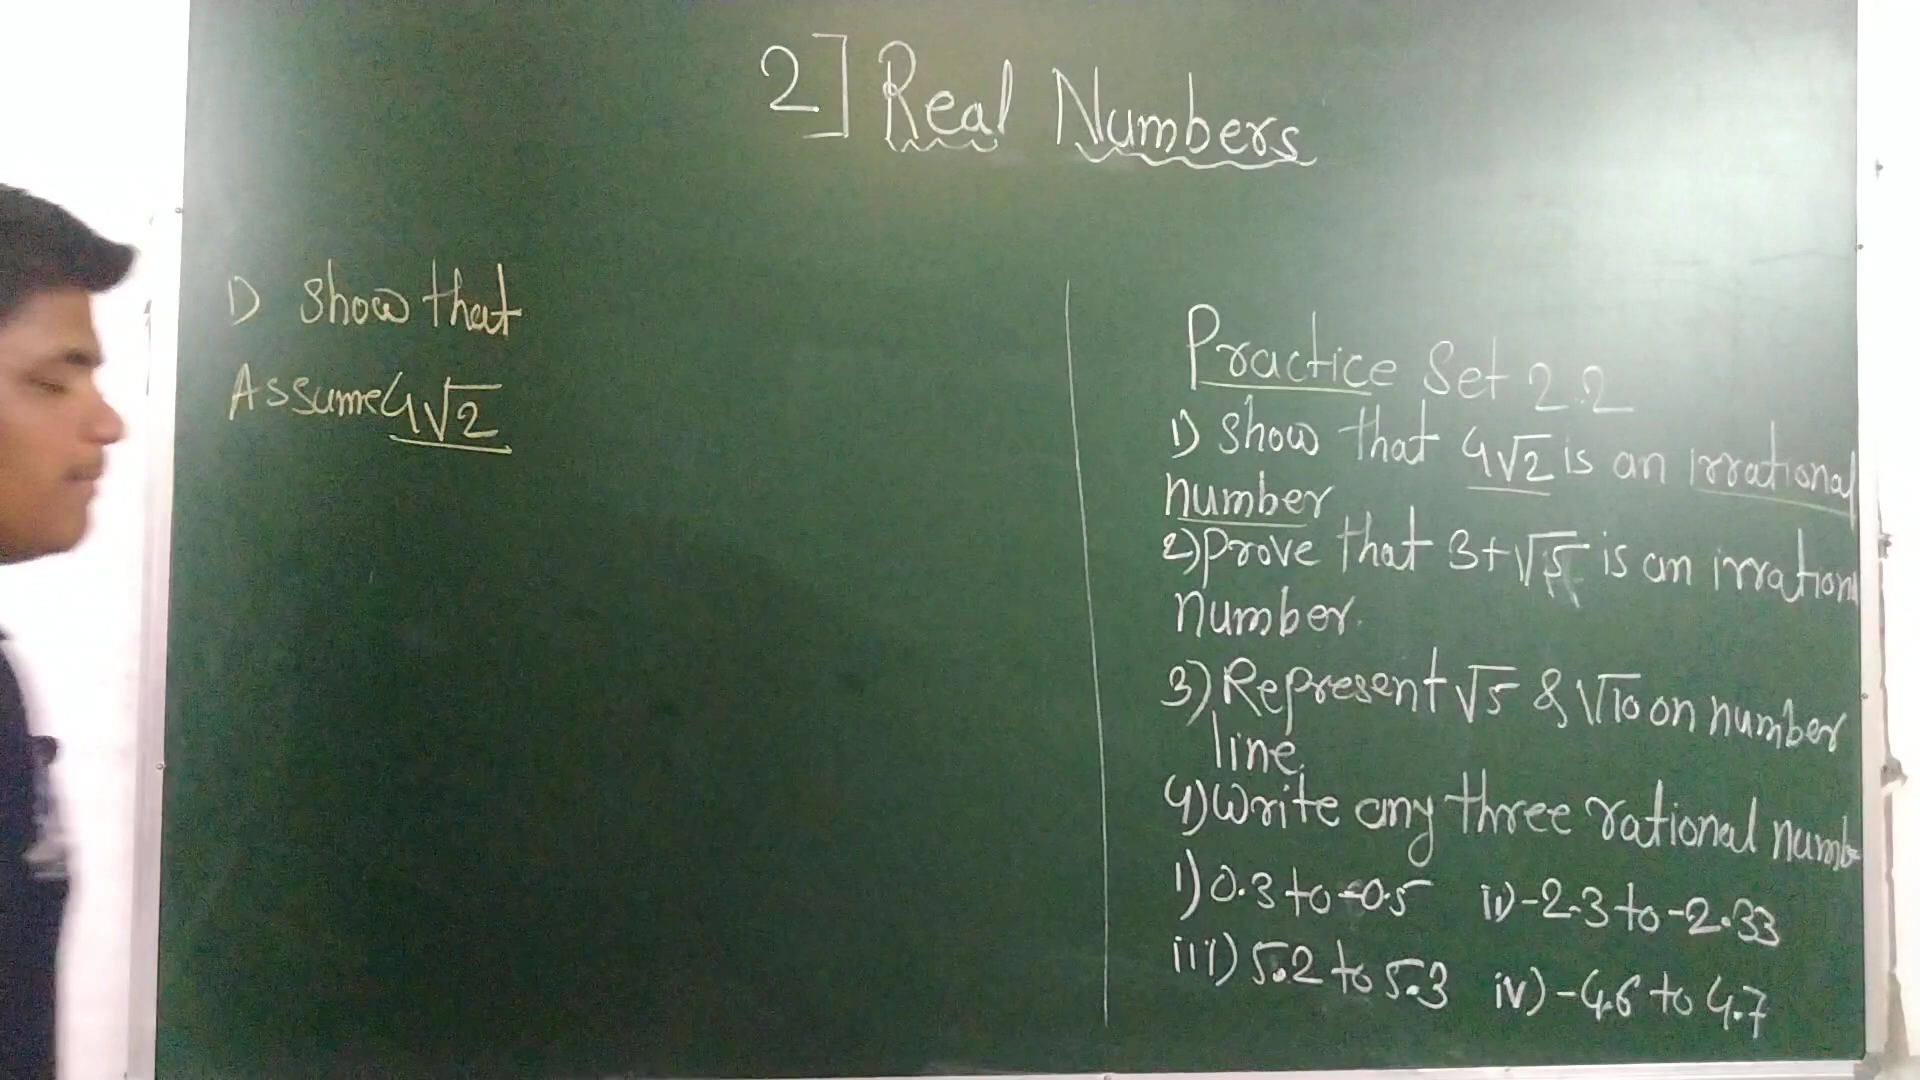 2] Real Numbers
1) Show that
Assume 4√2
Practice Set 2.2
1) Show that 4√2 is an irrational
number
2) Prove that 3+√5 is an irration
number.
3) Represent √5 & √10 on number
line.
4) Write any three rational numb
i) 0.3 to -0.5 ii) -2.3 to -2.33
iii) 5.2 to 5.3 iv) -4.6 to 4.7